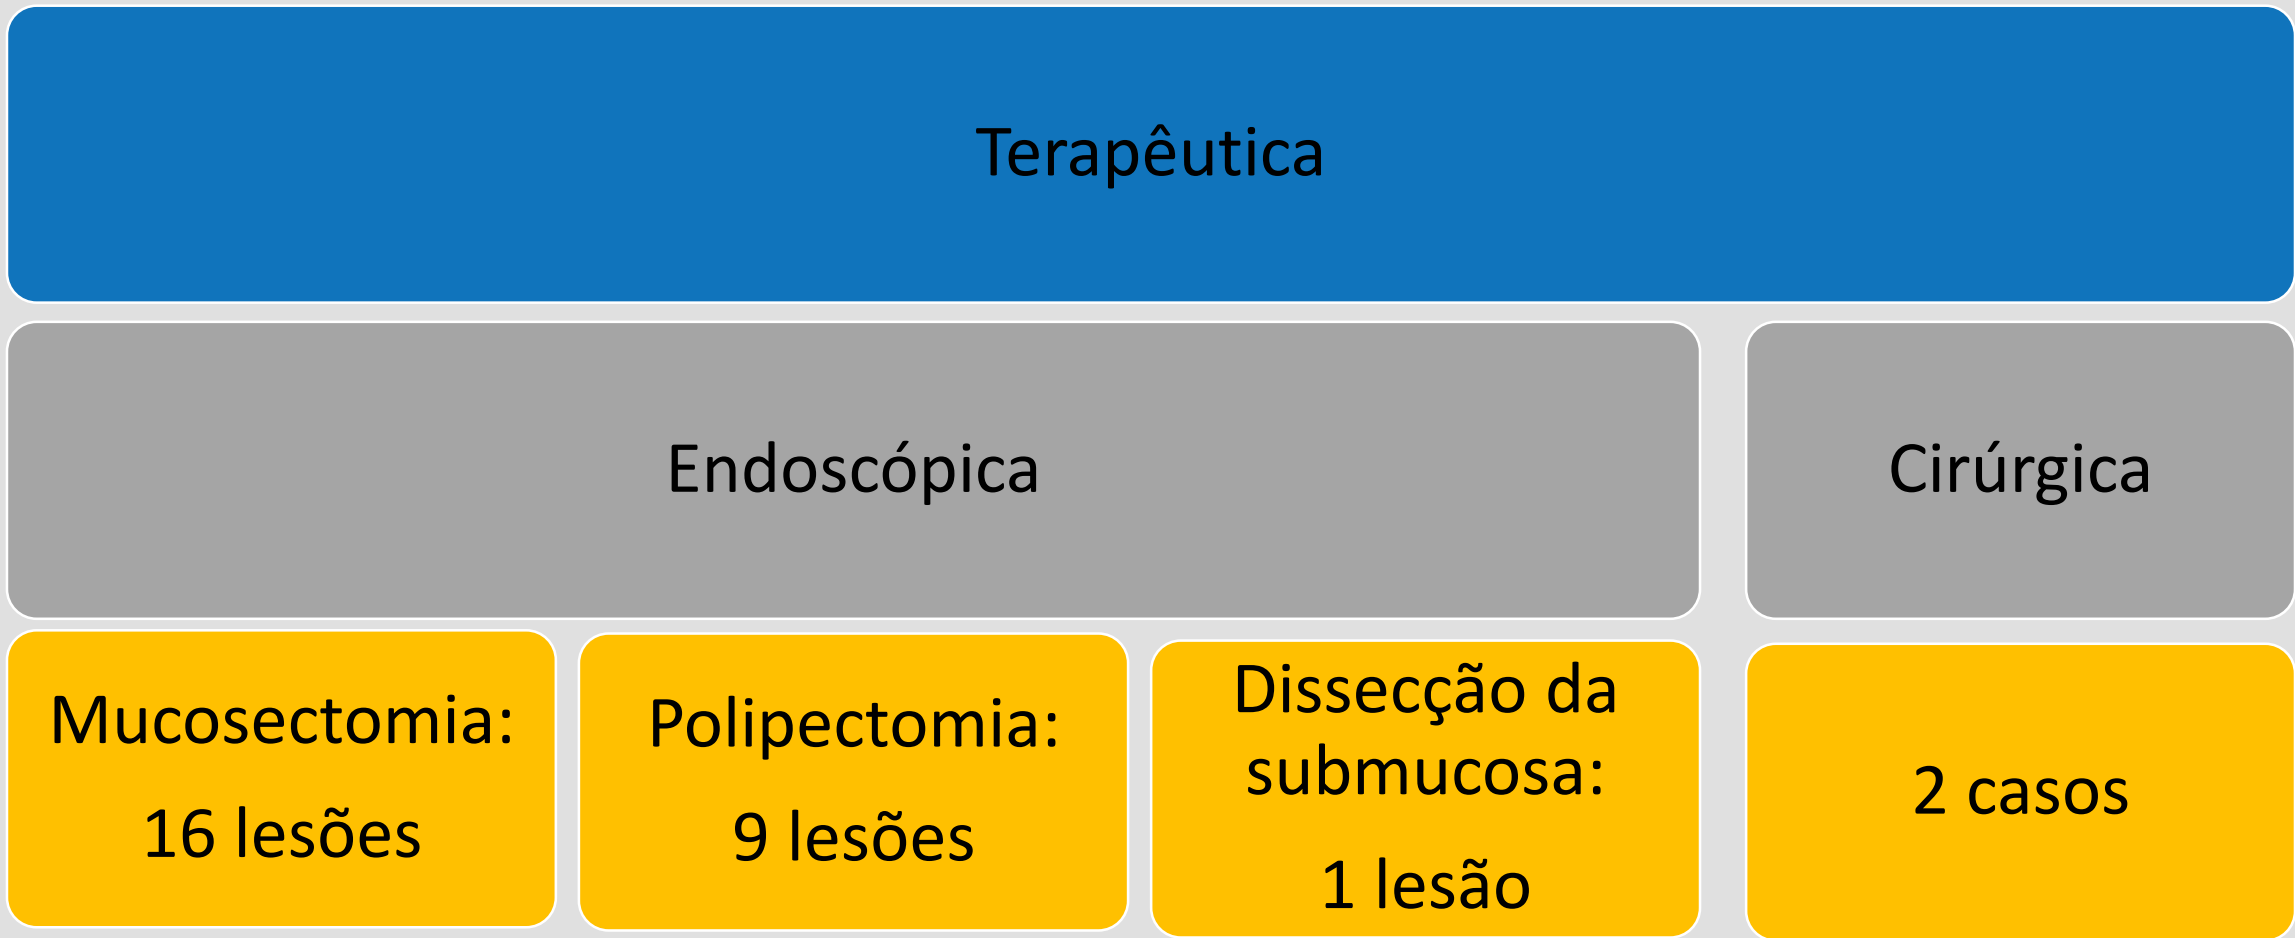 Terapêutica
Endoscópica
Cirúrgica
Mucosectomia:
16 lesões
Polipectomia:
9 lesões
Dissecção da
submucosa:
1 lesão
2 casos